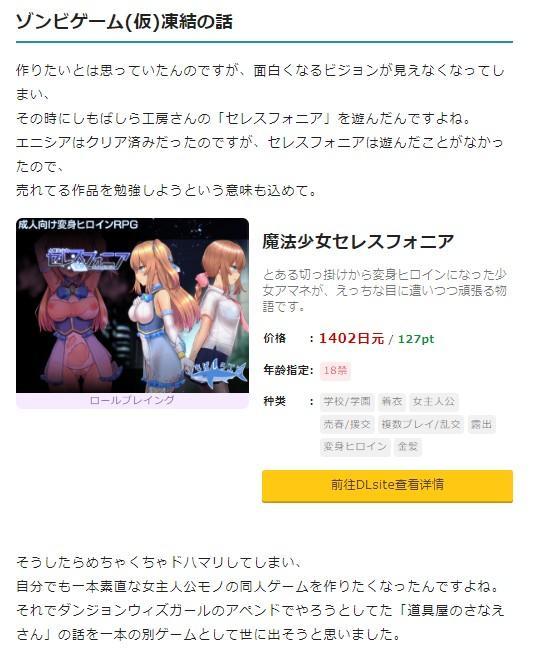 ゾンビゲーム(仮)凍結の話
作りたいとは思っていたんのですが、面白くなるビジョンが見えなくなってし
まい、
その時にしもばしら工房さんの「セレスフォニア」を遊んだんですよね。
エニシアはクリア済みだったのですが、セレスフォニアは遊んだことがなかっ
たので、
売れてる作品を勉強しようという意味も込めて。
成人向け変身ヒロインRPG
セレスフォニア
ロールプレイング
魔法少女セレスフォニア
とある切っ掛けから変身ヒロインになった少
女アマネが、えっちな目に遭いつつ頑張る物
語です。
价格 : 1402日元 / 127pt
年龄指定: 18禁
种类 : 学校/学園 着衣 女主人公
売春/援交 複数プレイ/乱交 露出
変身ヒロイン 金髪
前往DLsite查看详情
そうしたらめちゃくちゃドハマりしてしまい、
自分でも一本素直な女主人公モノの同人ゲームを作りたくなったんですよね。
それでダンジョンウィズガールのアペンドでやろうとしてた「道具屋のさなえ
さん」の話を一本の別ゲームとして世に出そうと思いました。